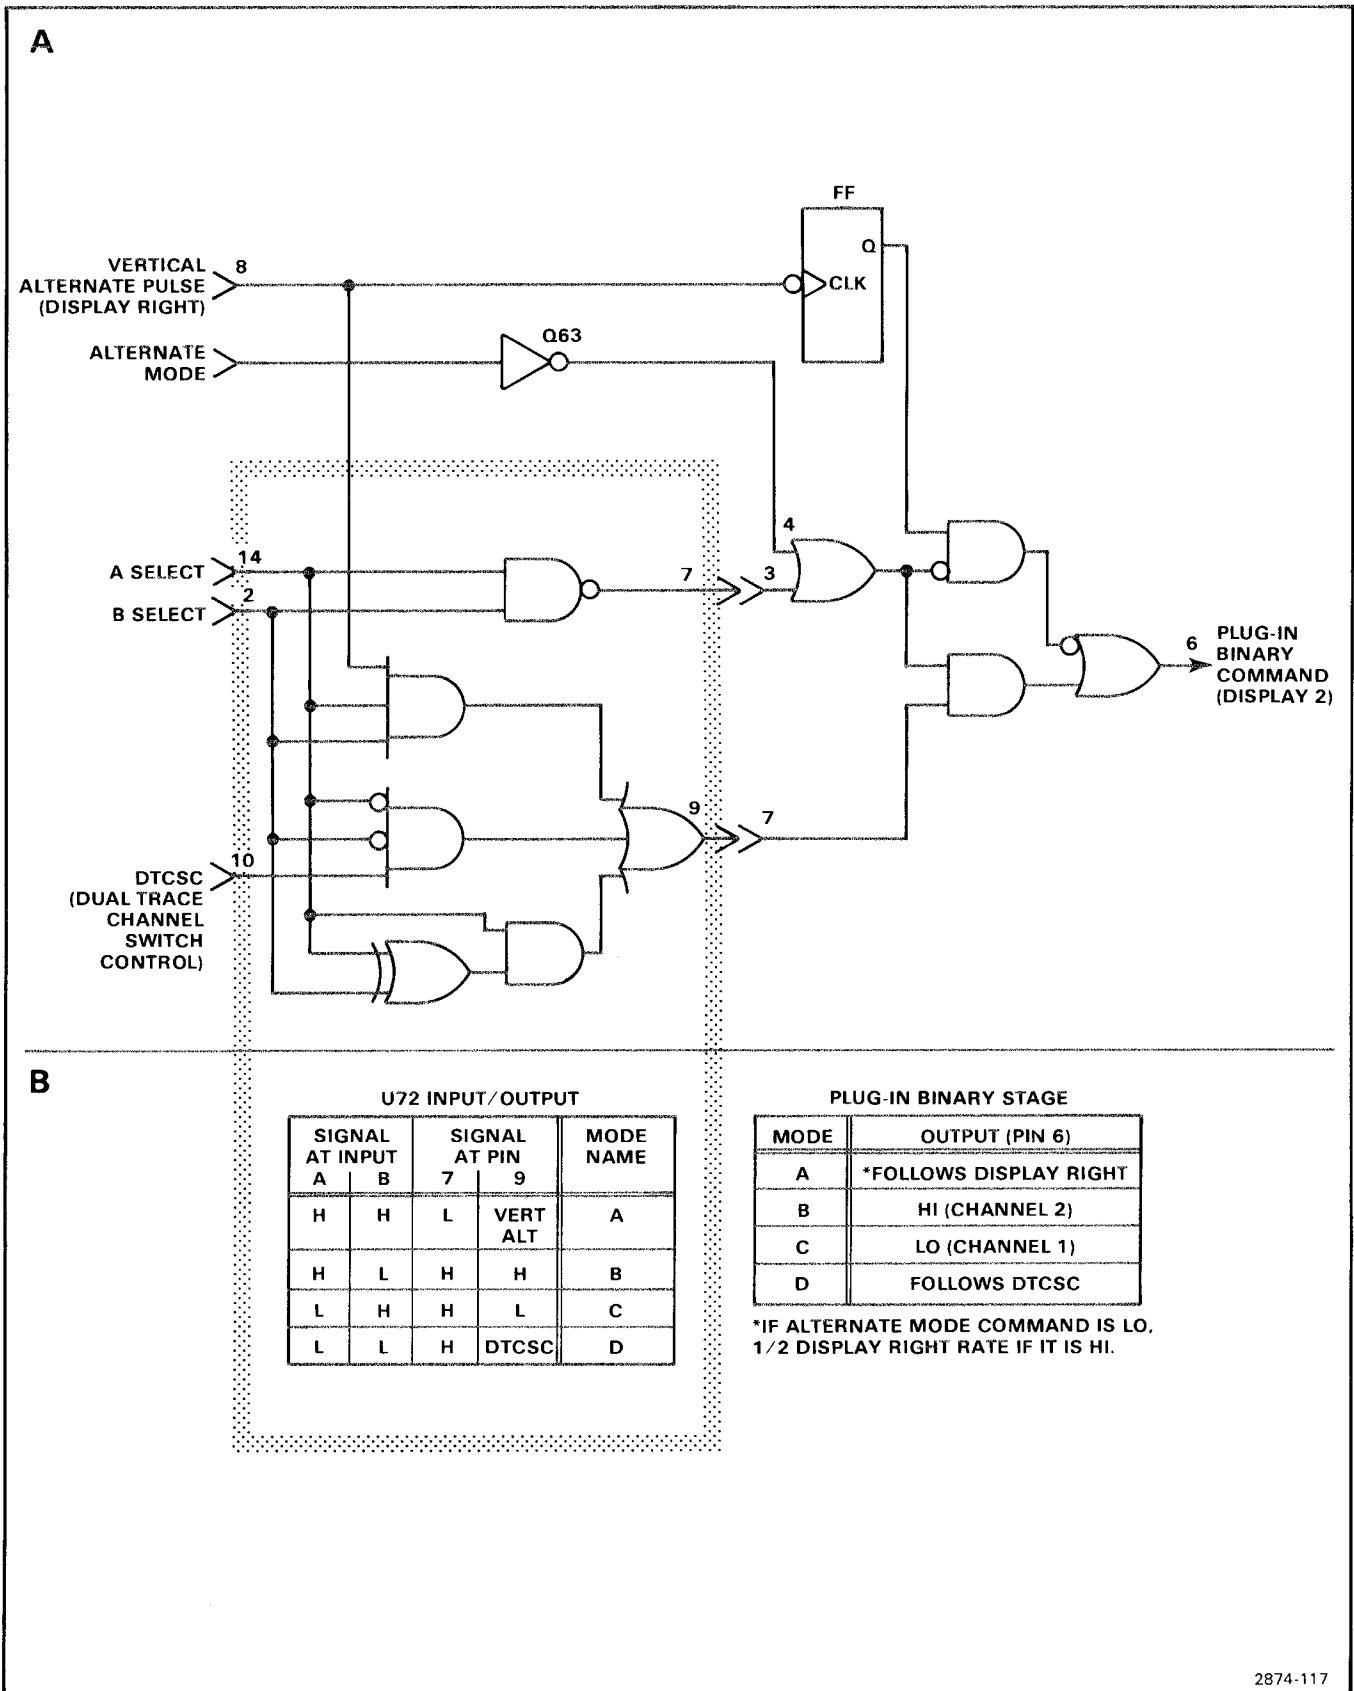 A
FF
Q
CLK
VERTICAL
ALTERNATE PULSE
(DISPLAY RIGHT)
8
ALTERNATE
MODE
Q63
A SELECT
14
B SELECT
2
7
3
4
6
PLUG-IN
BINARY
COMMAND
(DISPLAY 2)
9
7
10
DTCSC
(DUAL TRACE
CHANNEL
SWITCH
CONTROL)
B
U72 INPUT/OUTPUT
SIGNAL AT INPUT SIGNAL AT PIN MODE NAME
A B 7 9
H H L VERT ALT A
H L H H B
L H H L C
L L H DTCSC D
PLUG-IN BINARY STAGE
MODE OUTPUT (PIN 6)
A *FOLLOWS DISPLAY RIGHT
B HI (CHANNEL 2)
C LO (CHANNEL 1)
D FOLLOWS DTCSC
*IF ALTERNATE MODE COMMAND IS LO,
1/2 DISPLAY RIGHT RATE IF IT IS HI.
2874-117